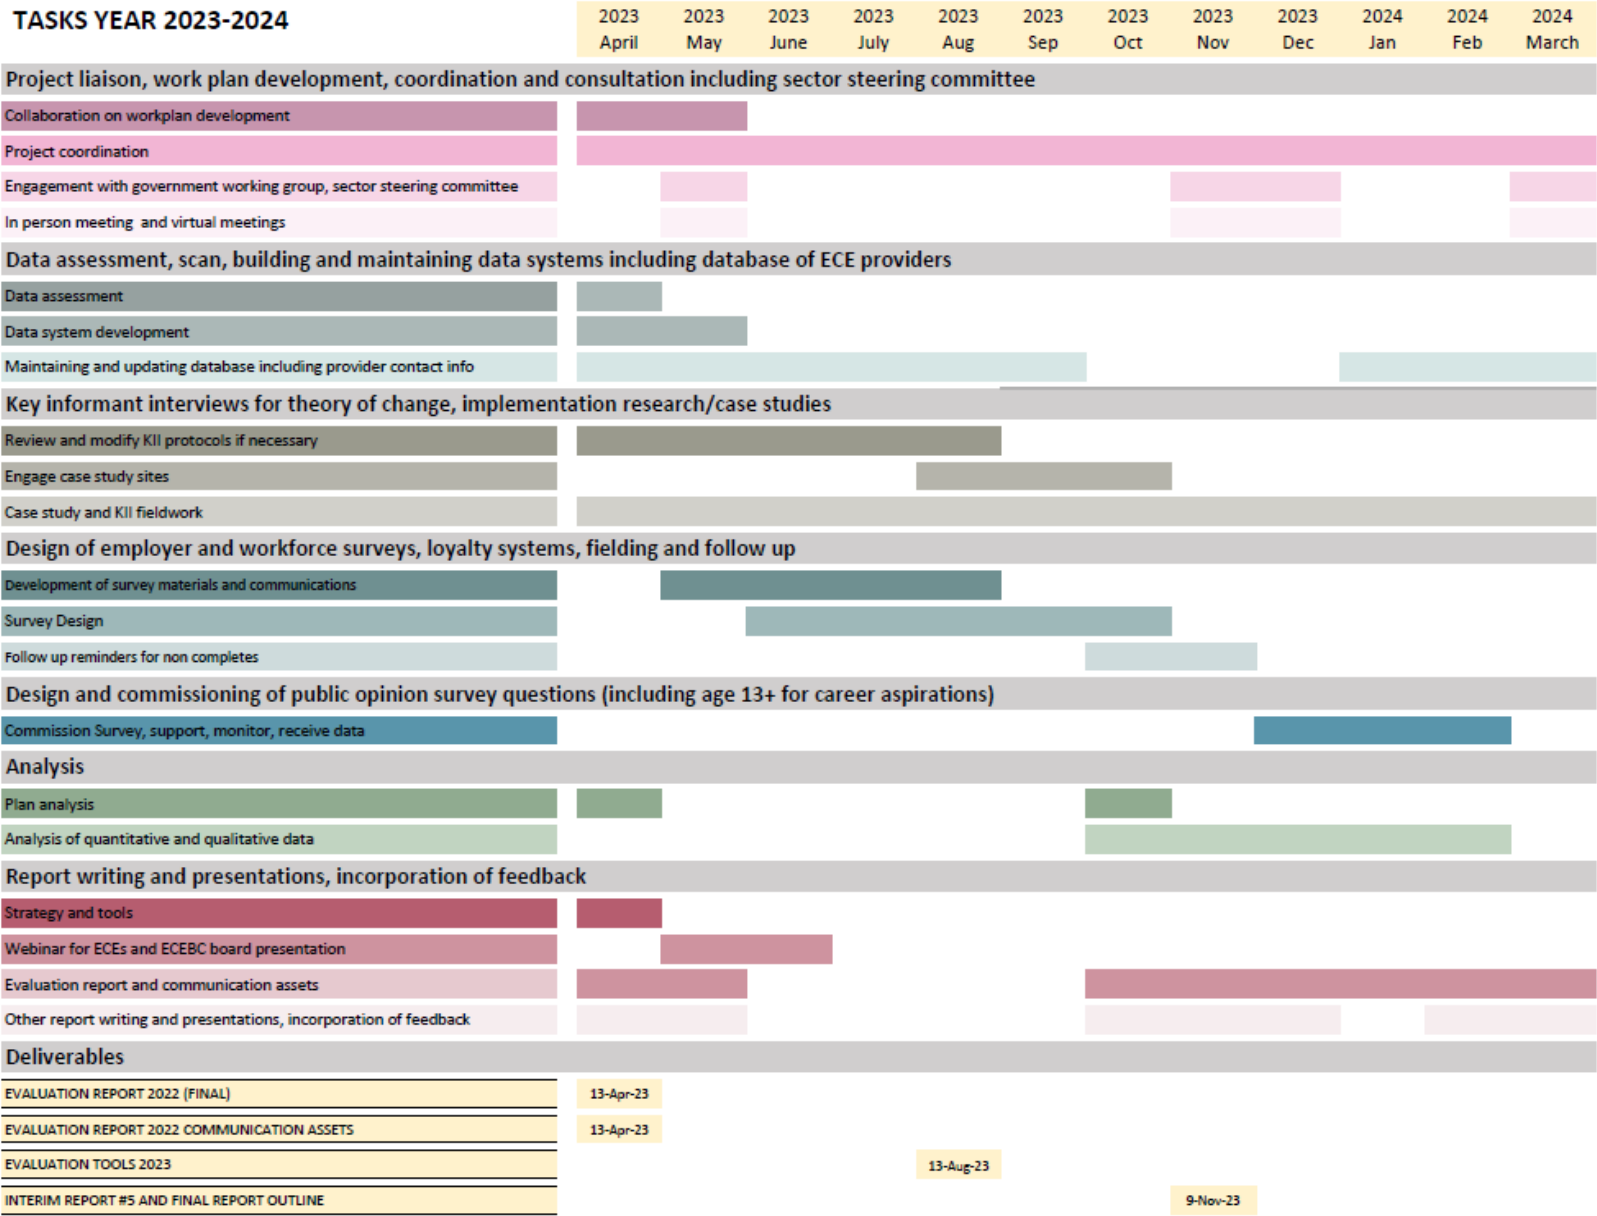 TASKS YEAR 2023-2024
2023 2023 2023 2023 2023 2023 2023 2023 2023 2024 2024 2024
April May June July Aug Sep Oct Nov Dec Jan Feb March
Project liaison, work plan development, coordination and consultation including sector steering committee
Collaboration on workplan development
Project coordination
Engagement with government working group, sector steering committee
In person meeting and virtual meetings
Data assessment, scan, building and maintaining data systems including database of ECE providers
Data assessment
Data system development
Maintaining and updating database including provider contact info
Key informant interviews for theory of change, implementation research/case studies
Review and modify KII protocols if necessary
Engage case study sites
Case study and KII fieldwork
Design of employer and workforce surveys, loyalty systems, fielding and follow up
Development of survey materials and communications
Survey Design
Follow up reminders for non completes
Design and commissioning of public opinion survey questions (including age 13+ for career aspirations)
Commission Survey, support, monitor, receive data
Analysis
Plan analysis
Analysis of quantitative and qualitative data
Report writing and presentations, incorporation of feedback
Strategy and tools
Webinar for ECEs and ECEBC board presentation
Evaluation report and communication assets
Other report writing and presentations, incorporation of feedback
Deliverables
EVALUATION REPORT 2022 (FINAL) 13-Apr-23
EVALUATION REPORT 2022 COMMUNICATION ASSETS 13-Apr-23
EVALUATION TOOLS 2023 13-Aug-23
INTERIM REPORT #5 AND FINAL REPORT OUTLINE 9-Nov-23